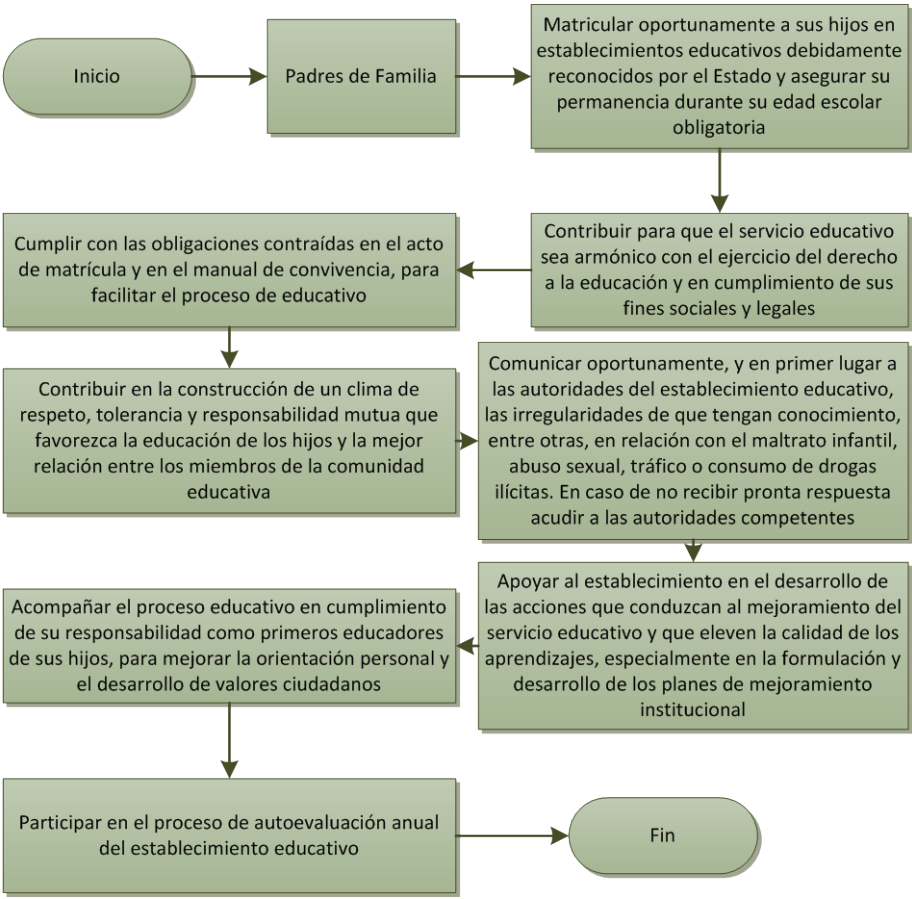 Inicio
Padres de Familia
Matricular oportunamente a sus hijos en
establecimientos educativos debidamente
reconocidos por el Estado y asegurar su
permanencia durante su edad escolar
obligatoria
Contribuir para que el servicio educativo
sea armónico con el ejercicio del derecho
a la educación y en cumplimiento de sus
fines sociales y legales
Cumplir con las obligaciones contraídas en el acto
de matrícula y en el manual de convivencia, para
facilitar el proceso de educativo
Contribuir en la construcción de un clima de
respeto, tolerancia y responsabilidad mutua que
favorezca la educación de los hijos y la mejor
relación entre los miembros de la comunidad
educativa
Comunicar oportunamente, y en primer lugar a
las autoridades del establecimiento educativo,
las irregularidades de que tengan conocimiento,
entre otras, en relación con el maltrato infantil,
abuso sexual, tráfico o consumo de drogas
ilícitas. En caso de no recibir pronta respuesta
acudir a las autoridades competentes
Apoyar al establecimiento en el desarrollo de
las acciones que conduzcan al mejoramiento del
servicio educativo y que eleven la calidad de los
aprendizajes, especialmente en la formulación y
desarrollo de los planes de mejoramiento
institucional
Acompañar el proceso educativo en cumplimiento
de su responsabilidad como primeros educadores
de sus hijos, para mejorar la orientación personal y
el desarrollo de valores ciudadanos
Participar en el proceso de autoevaluación anual
del establecimiento educativo
Fin